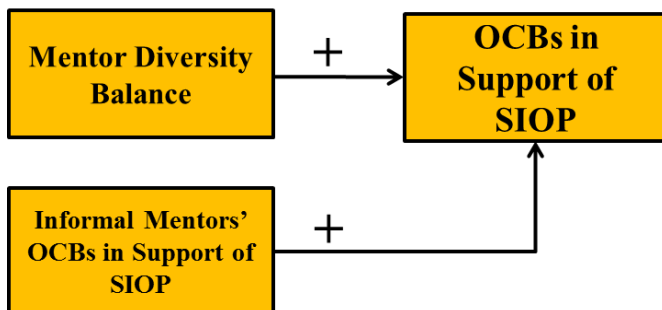 Mentor Diversity
Balance
+
OCBs in
Support of
SIOP
Informal Mentors’
OCBs in Support of
SIOP
+